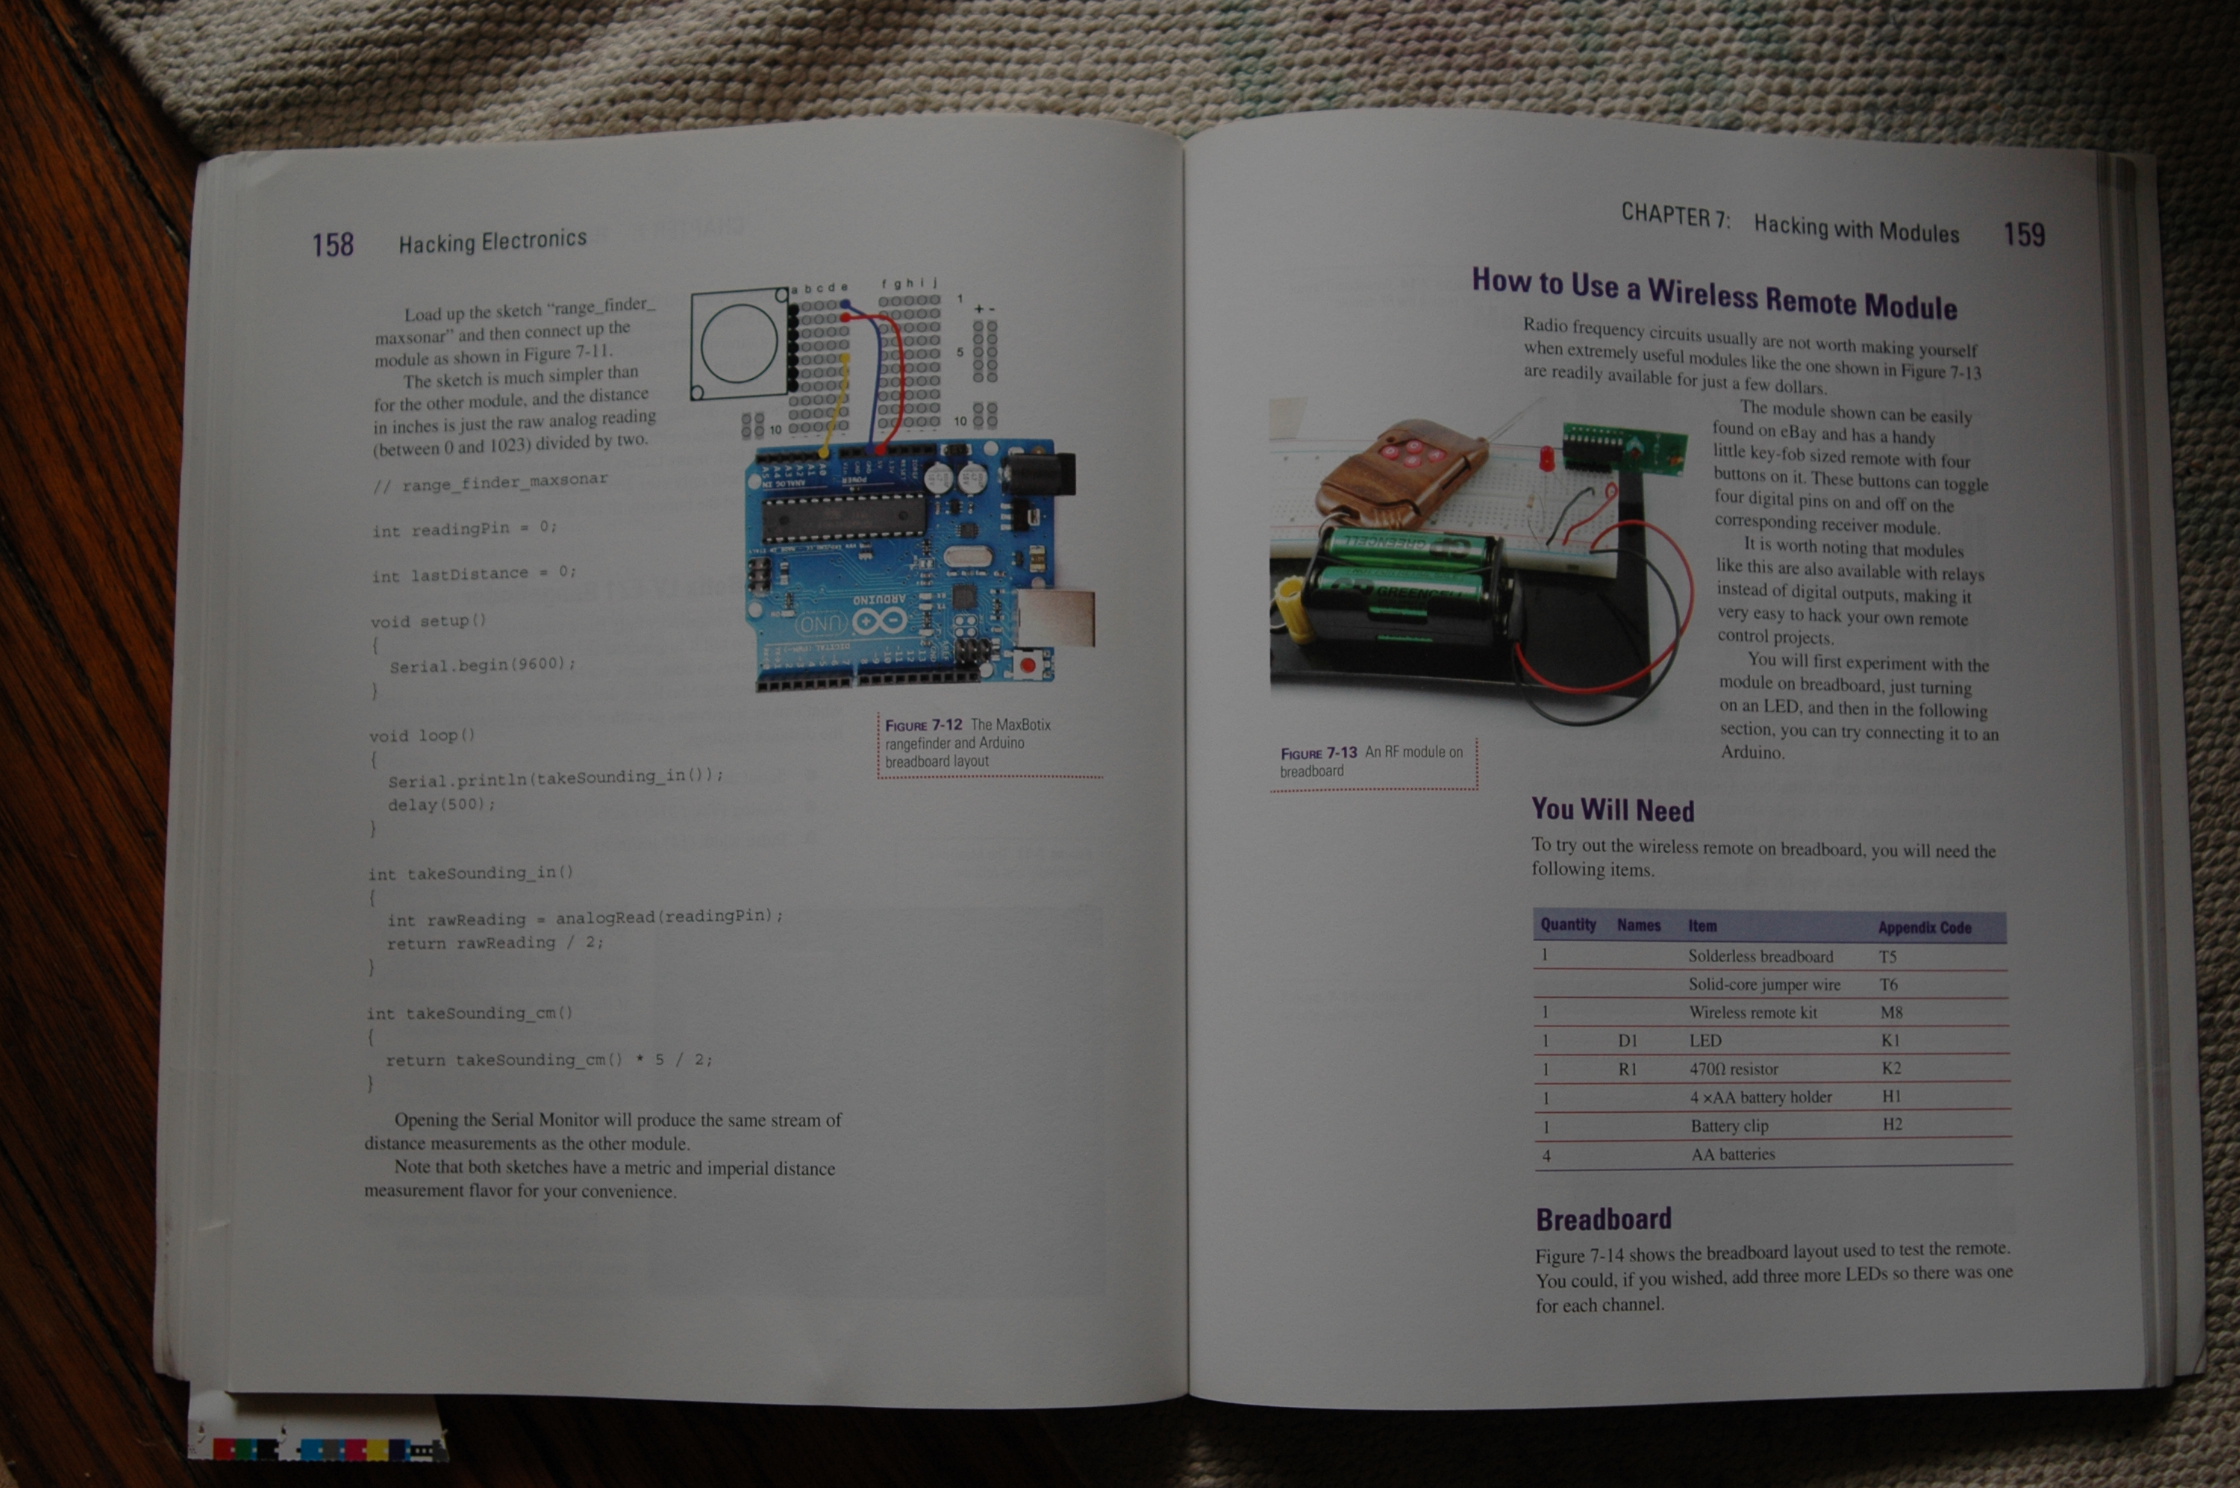 158 Hacking Electronics
Load up the sketch “range_finder_
maxsonar” and then connect up the
module as shown in Figure 7-11.
The sketch is much simpler than
for the other module, and the distance
in inches is just the raw analog reading
(between 0 and 1023) divided by two.
// range_finder_maxsonar
int readingPin = 0;
int lastDistance = 0;
void setup()
{
Serial.begin(9600);
}
void loop()
{
Serial.println(takeSounding_in());
delay(500);
}
int takeSounding_in()
{
int rawReading = analogRead(readingPin);
return rawReading / 2;
}
int takeSounding_cm()
{
return takeSounding_cm() * 5 / 2;
}
Opening the Serial Monitor will produce the same stream of
distance measurements as the other module.
Note that both sketches have a metric and imperial distance
measurement flavor for your convenience.
a b c d e f g h i j
1
+ -
5
10 10
POWER
ANALOG IN
ARDUINO
UNO
FIGURE 7-12 The MaxBotix
rangefinder and Arduino
breadboard layout
CHAPTER 7: Hacking with Modules 159
How to Use a Wireless Remote Module
Radio frequency circuits usually are not worth making yourself
when extremely useful modules like the one shown in Figure 7-13
are readily available for just a few dollars.
The module shown can be easily
found on eBay and has a handy
little key-fob sized remote with four
buttons on it. These buttons can toggle
four digital pins on and off on the
corresponding receiver module.
It is worth noting that modules
like this are also available with relays
instead of digital outputs, making it
very easy to hack your own remote
control projects.
You will first experiment with the
module on breadboard, just turning
on an LED, and then in the following
section, you can try connecting it to an
Arduino.
GP GREENCELL
GREENCELL
FIGURE 7-13 An RF module on
breadboard
You Will Need
To try out the wireless remote on breadboard, you will need the
following items.
Quantity Names Item Appendix Code
1 Solderless breadboard T5
Solid-core jumper wire T6
1 Wireless remote kit M8
1 D1 LED K1
1 R1 470Ω resistor K2
1 4 ×AA battery holder H1
1 Battery clip H2
4 AA batteries
Breadboard
Figure 7-14 shows the breadboard layout used to test the remote.
You could, if you wished, add three more LEDs so there was one
for each channel.